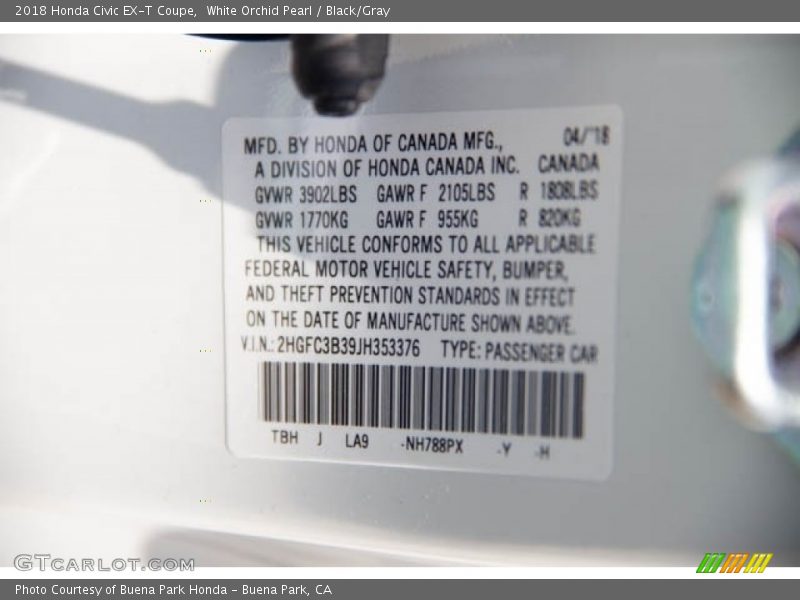 2018 Honda Civic EX-T Coupe, White Orchid Pearl / Black/Gray
MFD. BY HONDA OF CANADA MFG., 04/18
A DIVISION OF HONDA CANADA INC. CANADA
GVWR 3902LBS GAWR F 2105LBS R 1808LBS
GVWR 1770KG GAWR F 955KG R 820KG
THIS VEHICLE CONFORMS TO ALL APPLICABLE
FEDERAL MOTOR VEHICLE SAFETY, BUMPER,
AND THEFT PREVENTION STANDARDS IN EFFECT
ON THE DATE OF MANUFACTURE SHOWN ABOVE.
V.I.N.: 2HGFC3B39JH353376 TYPE: PASSENGER CAR
TBH J LA9 -NH788PX -Y -H
GTCARLOT.COM
Photo Courtesy of Buena Park Honda - Buena Park, CA